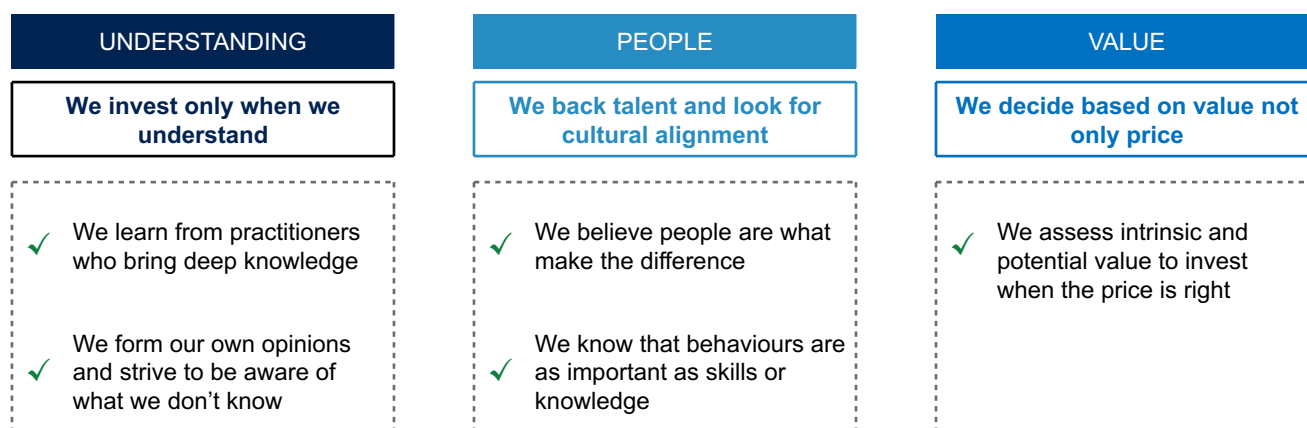 UNDERSTANDING
We invest only when we
understand
✓ We learn from practitioners
who bring deep knowledge
✓ We form our own opinions
and strive to be aware of
what we don’t know
PEOPLE
We back talent and look for
cultural alignment
✓ We believe people are what
make the difference
✓ We know that behaviours are
as important as skills or
knowledge
VALUE
We decide based on value not
only price
✓ We assess intrinsic and
potential value to invest
when the price is right